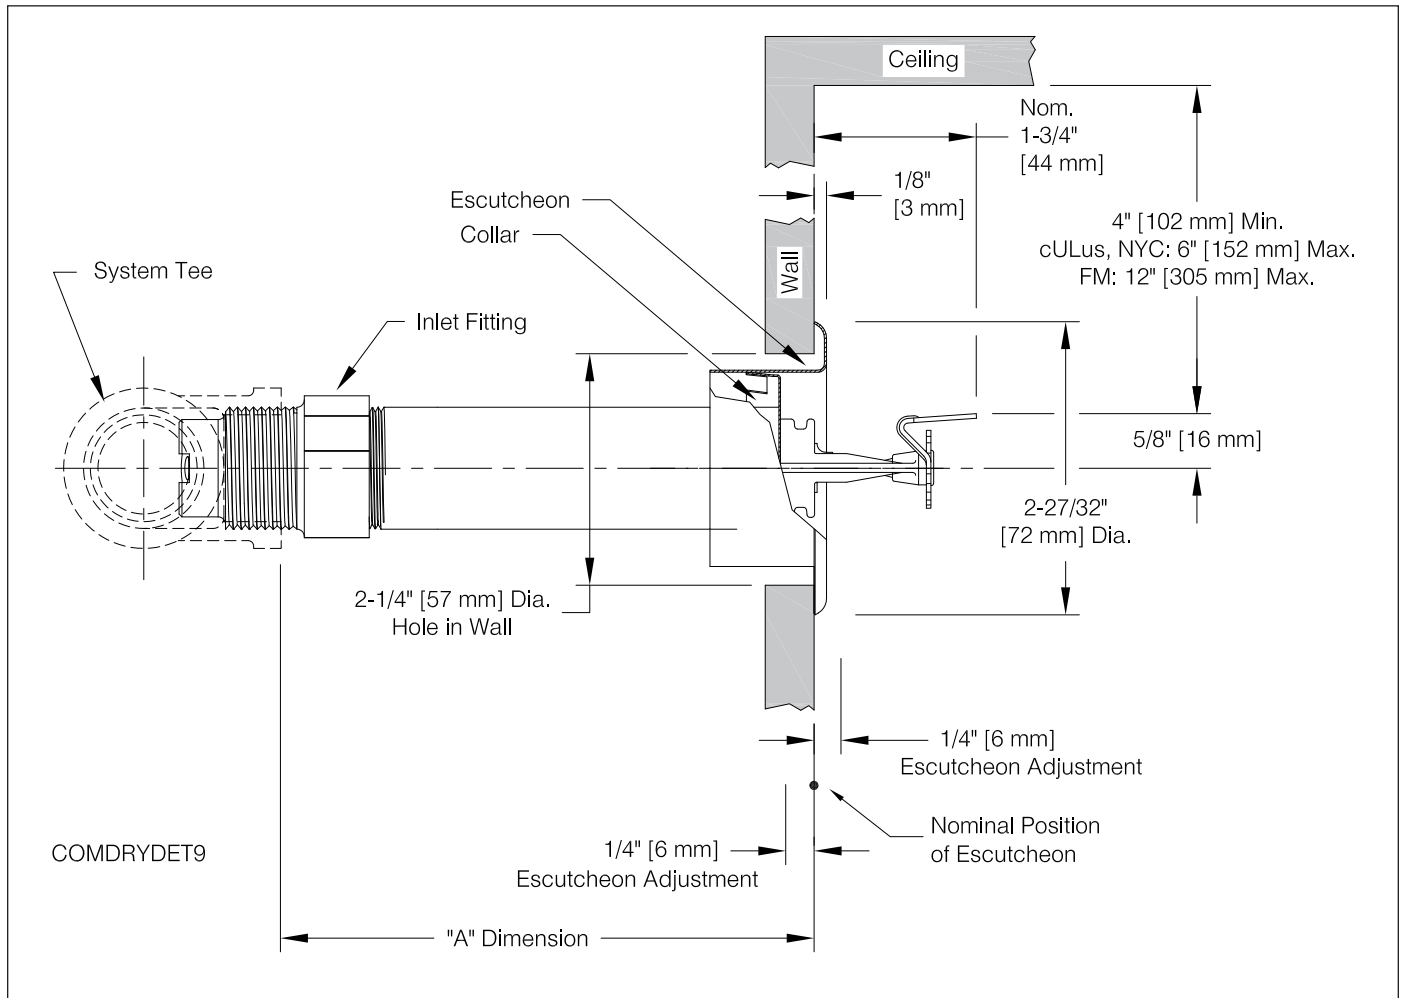 Ceiling
Nom.
1-3/4"
[44 mm]
1/8"
[3 mm]
Escutcheon
Collar
4" [102 mm] Min.
cULus, NYC: 6" [152 mm] Max.
FM: 12" [305 mm] Max.
Wall
System Tee
Inlet Fitting
5/8" [16 mm]
2-27/32"
[72 mm] Dia.
2-1/4" [57 mm] Dia.
Hole in Wall
1/4" [6 mm]
Escutcheon Adjustment
Nominal Position
of Escutcheon
1/4" [6 mm]
Escutcheon Adjustment
COMDRYDET9
"A" Dimension